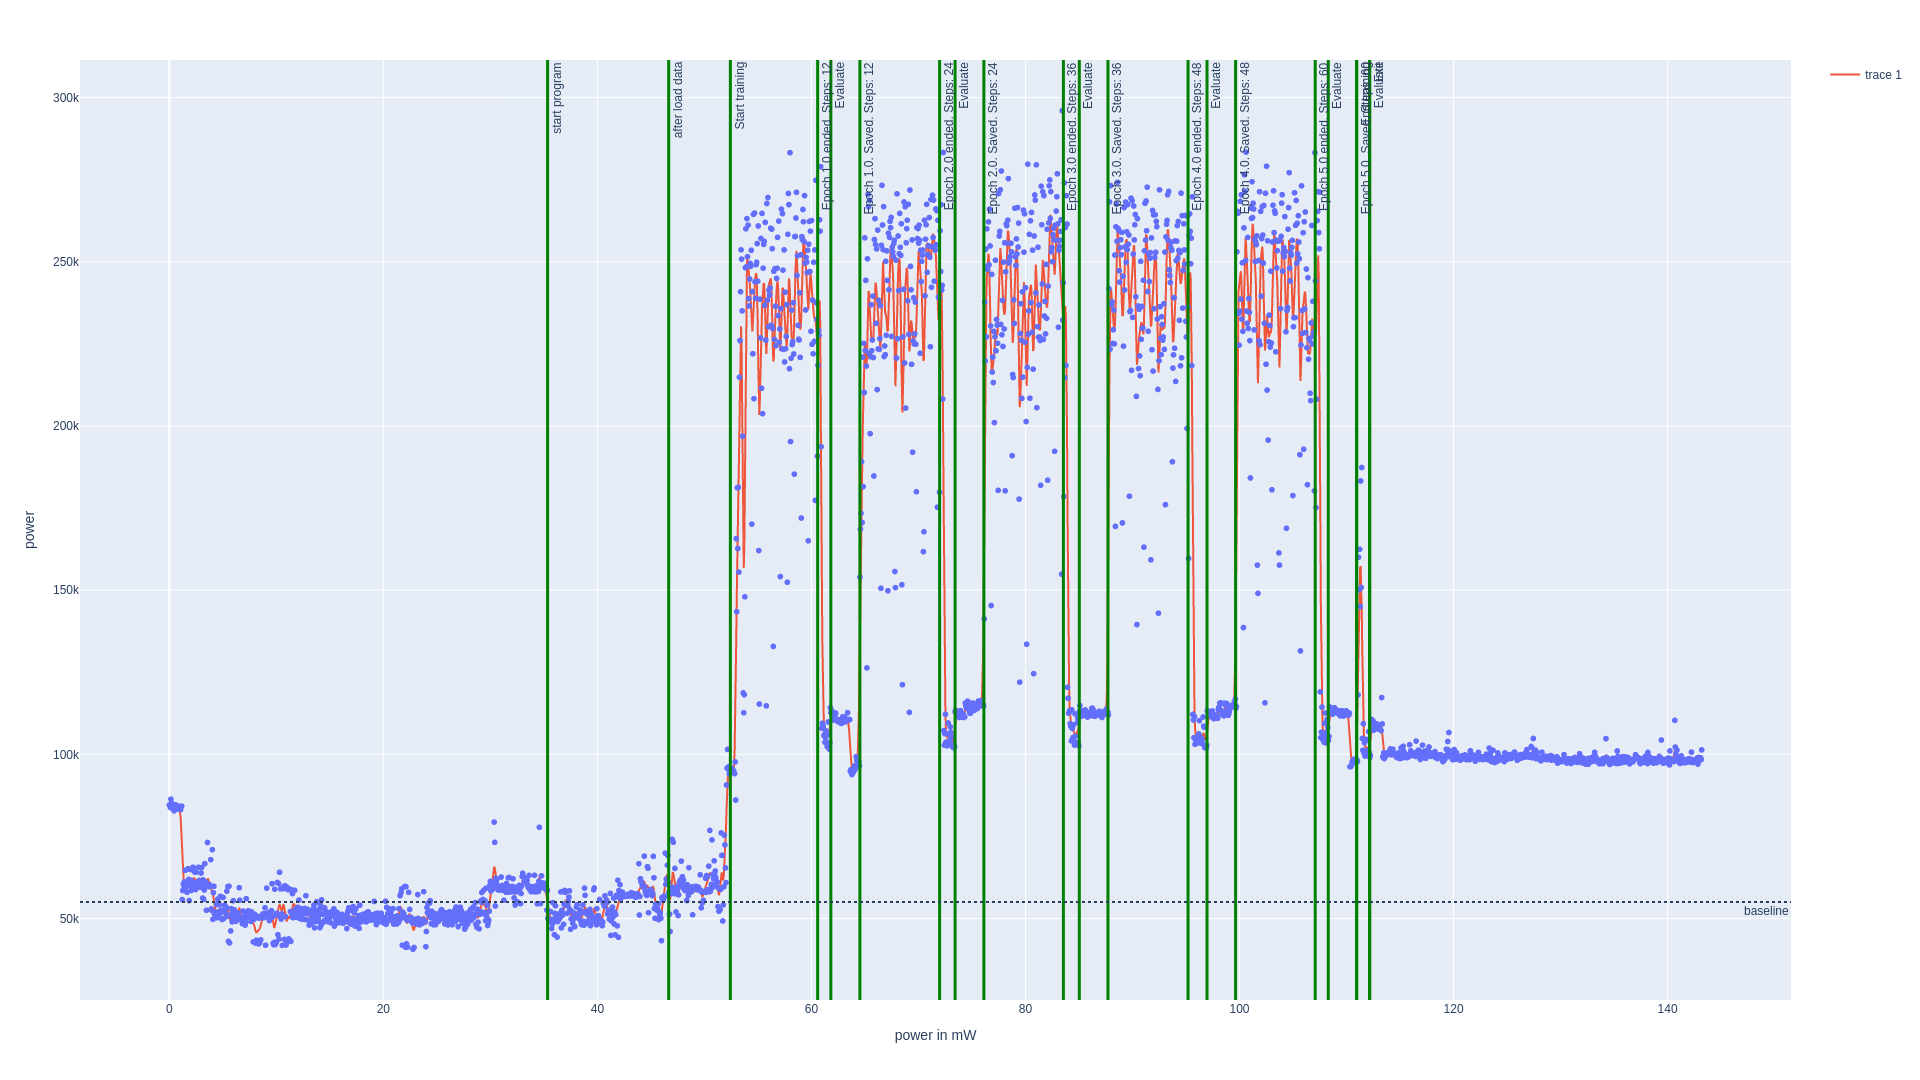 300k
250k
200k
150k
100k
50k
power
0
20
40
60
80
100
120
140
power in mW
start program
after load data
Start training
Epoch 1.0 ended. Steps: 12
Evaluate
Epoch 1.0. Saved. Steps: 12
Epoch 2.0 ended. Steps: 24
Evaluate
Epoch 2.0. Saved. Steps: 24
Epoch 3.0 ended. Steps: 36
Evaluate
Epoch 3.0. Saved. Steps: 36
Epoch 4.0 ended. Steps: 48
Evaluate
Epoch 4.0. Saved. Steps: 48
Epoch 5.0 ended. Steps: 60
Evaluate
Epoch 5.0. Saved.
Evaluate
baseline
trace 1